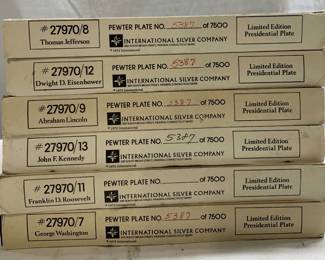 # 27970/8
Thomas Jefferson
PEWTER PLATE NO. 5387 of 7500
INTERNATIONAL SILVER COMPANY
Limited Edition
Presidential Plate
# 27970/12
Dwight D. Eisenhower
PEWTER PLATE NO. 5387 of 7500
INTERNATIONAL SILVER COMPANY
Limited Edition
Presidential Plate
# 27970/9
Abraham Lincoln
PEWTER PLATE NO. 5387 of 7500
INTERNATIONAL SILVER COMPANY
Limited Edition
Presidential Plate
# 27970/13
John F. Kennedy
PEWTER PLATE NO. 5387 of 7500
INTERNATIONAL SILVER COMPANY
Limited Edition
Presidential Plate
# 27970/11
Franklin D. Roosevelt
PEWTER PLATE NO. of 7500
INTERNATIONAL SILVER COMPANY
Limited Edition
Presidential Plate
# 27970/7
George Washington
PEWTER PLATE NO. 5387 of 7500
INTERNATIONAL SILVER COMPANY
Limited Edition
Presidential Plate